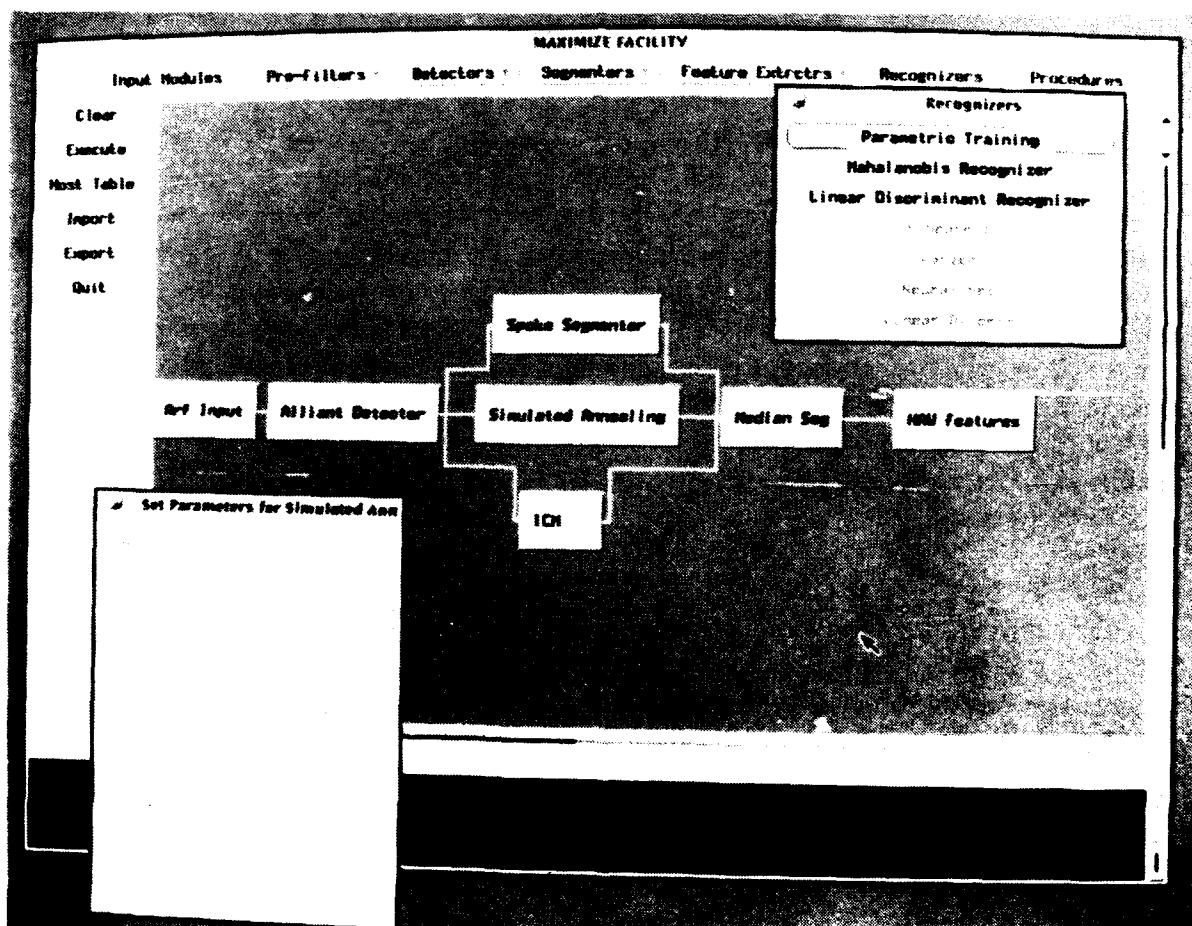 MAXIMIZE FACILITY
Input Modules Pre-filters Detectors Segmenters Feature Extrctrs Recognizers Procedures
Clear
Execute
Host Table
Import
Export
Quit
Recognizers
Parametric Training
Mahalanobis Recognizer
Linear Discriminant Recognizer
Spoke Segmenter
Arf Input Alliant Detector Simulated Annealing Median Seg features
ICM
Set Parameters for Simulated Ann